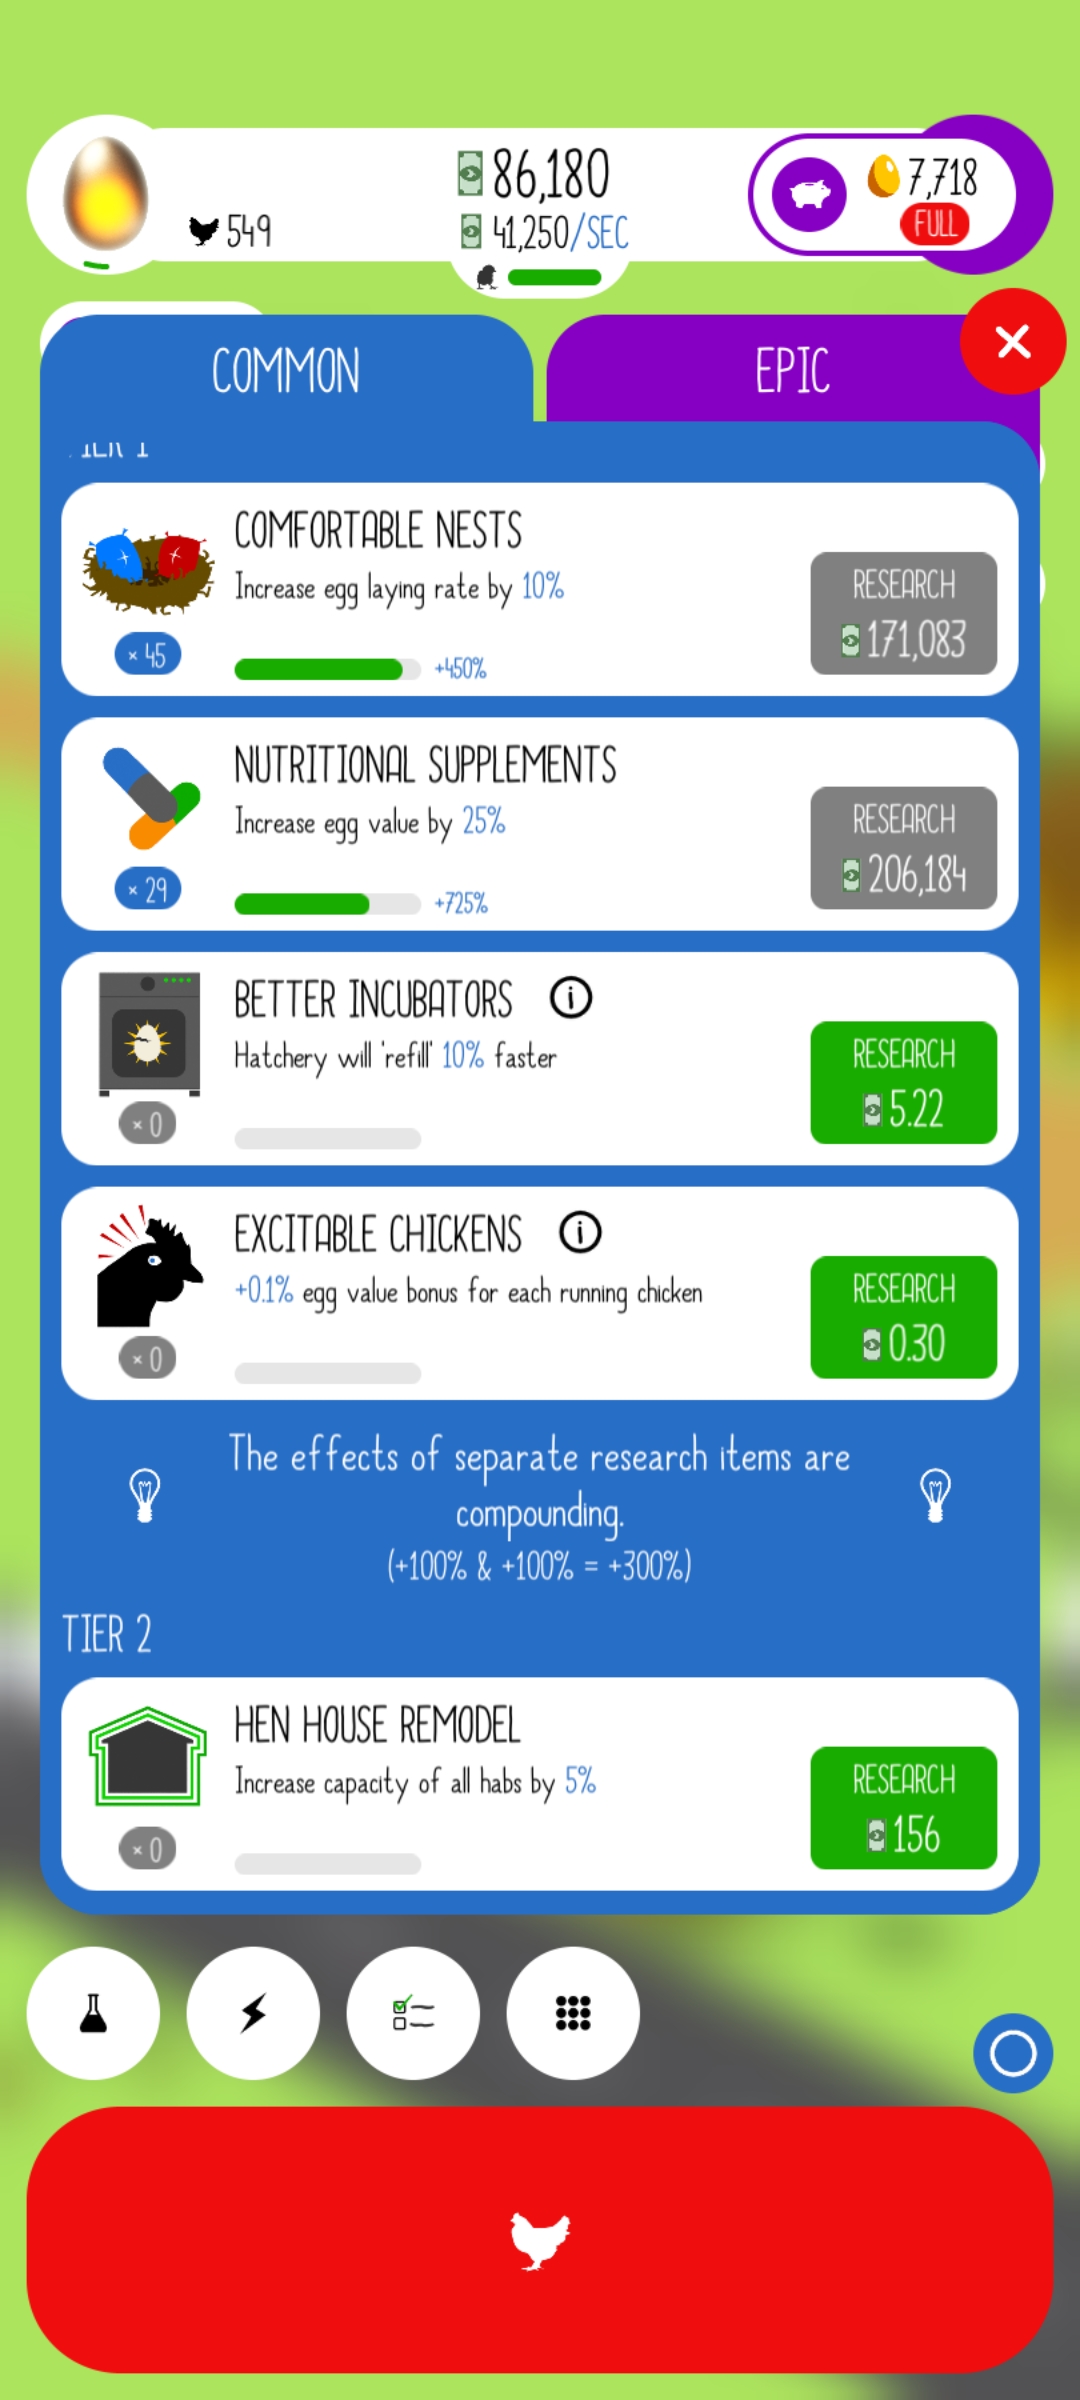 86,180
7,718
549
41,250/SEC
FULL
COMMON
EPIC
TIER 1
COMFORTABLE NESTS
Increase egg laying rate by 10%
RESEARCH
171,083
× 45
+450%
NUTRITIONAL SUPPLEMENTS
Increase egg value by 25%
RESEARCH
206,184
× 29
+725%
BETTER INCUBATORS
Hatchery will 'refill' 10% faster
RESEARCH
5.22
× 0
EXCITABLE CHICKENS
+0.1% egg value bonus for each running chicken
RESEARCH
0.30
× 0
The effects of separate research items are
compounding.
(+100% & +100% = +300%)
TIER 2
HEN HOUSE REMODEL
Increase capacity of all habs by 5%
RESEARCH
156
× 0